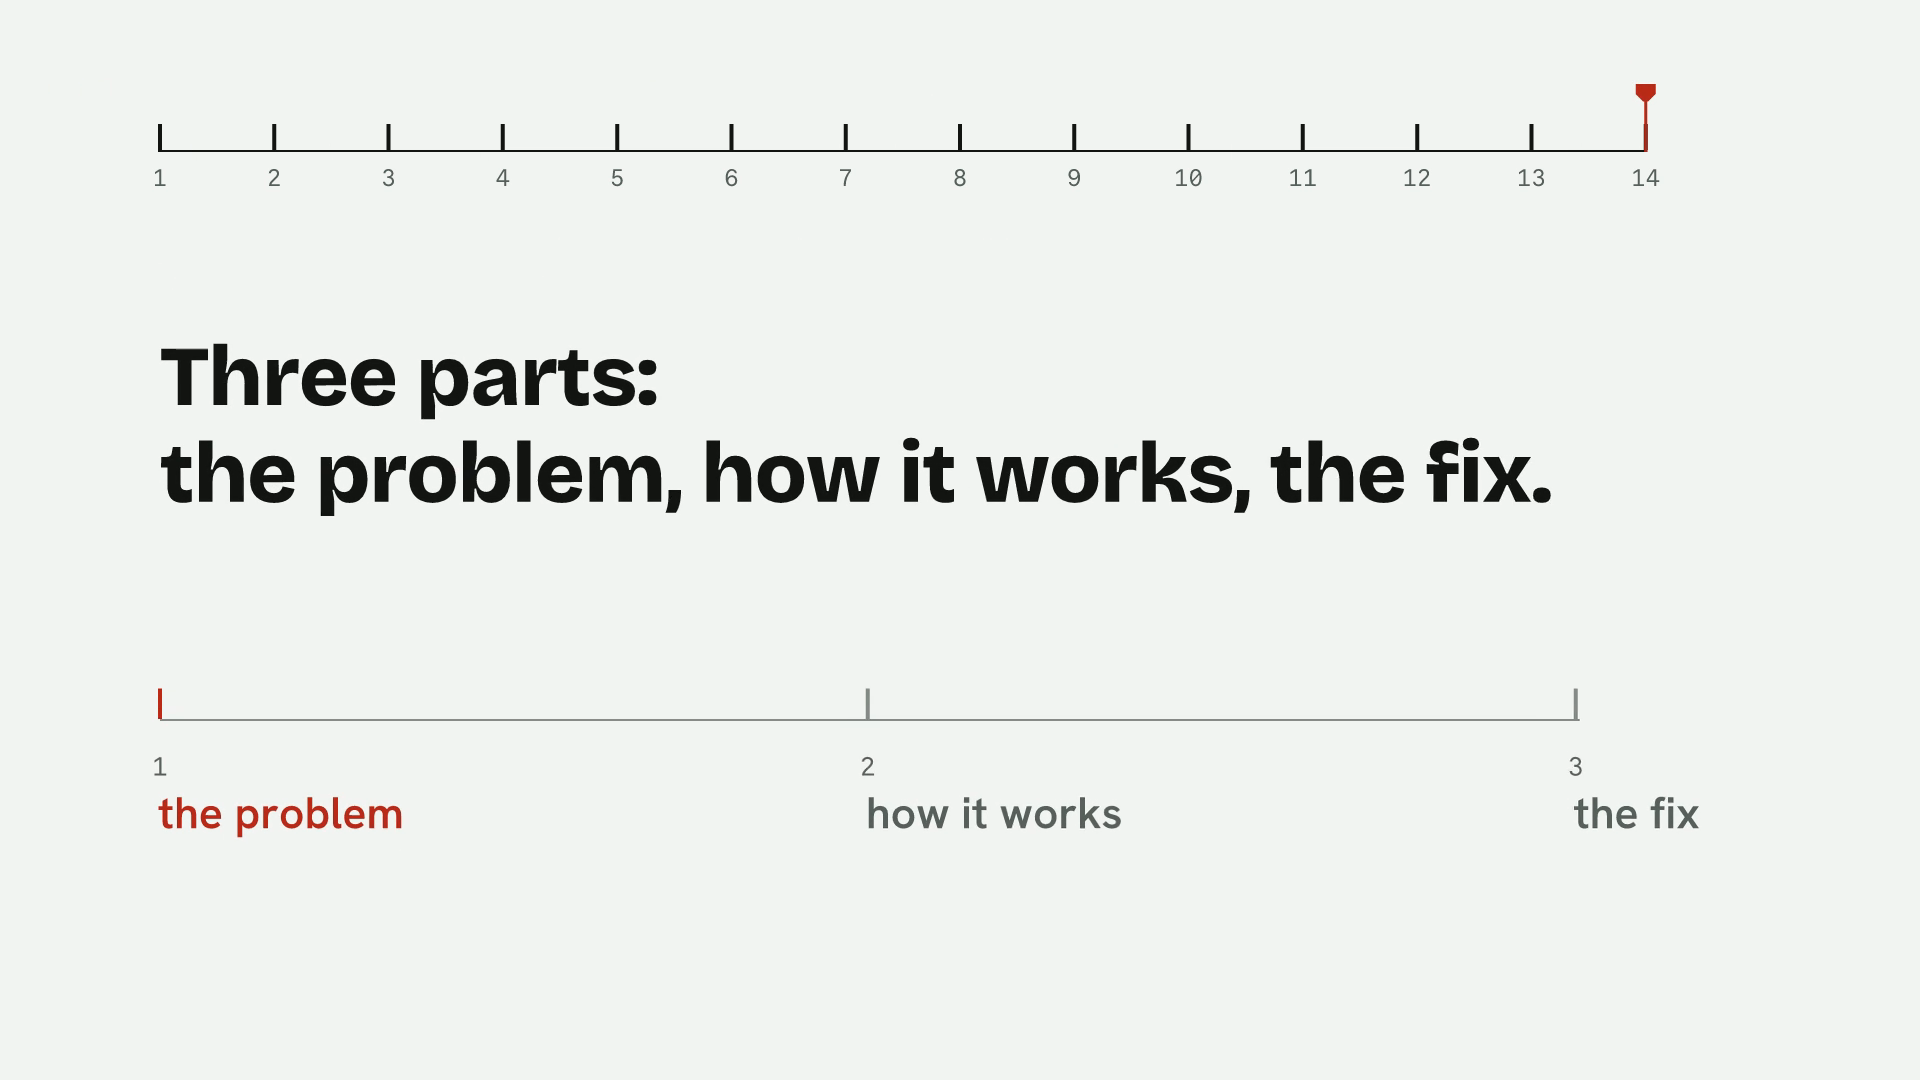 1 2 3 4 5 6 7 8 9 10 11 12 13 14
Three parts:
the problem, how it works, the fix.
1 2 3
the problem how it works the fix